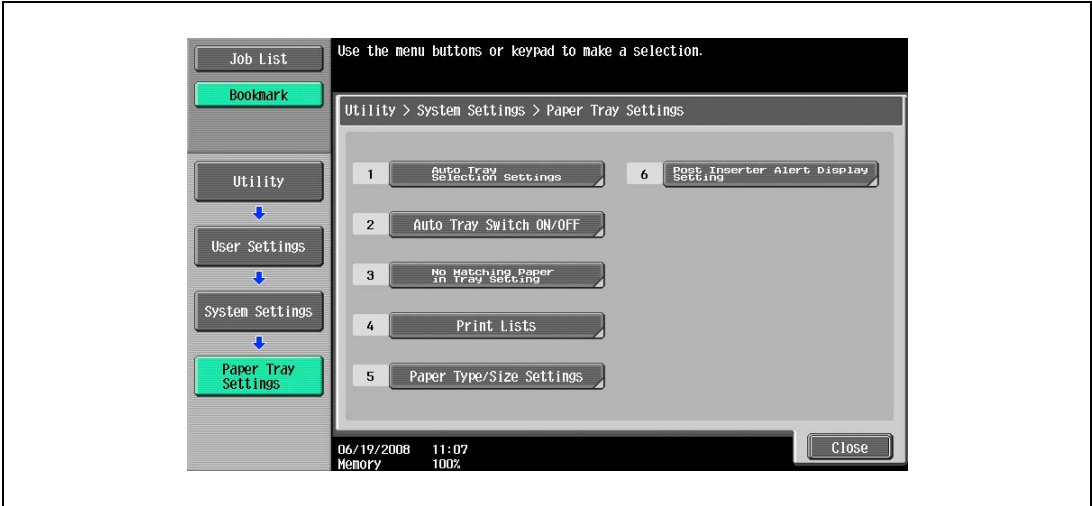 Job List
Bookmark
Use the menu buttons or keypad to make a selection.
Utility > System Settings > Paper Tray Settings
Utility
User Settings
System Settings
Paper Tray
Settings
1
Auto Tray
Selection Settings
2
Auto Tray Switch ON/OFF
3
No Matching Paper
in Tray Setting
4
Print Lists
5
Paper Type/Size Settings
6
Post Inserter Alert Display
Setting
06/19/2008 11:07
Memory 100%
Close